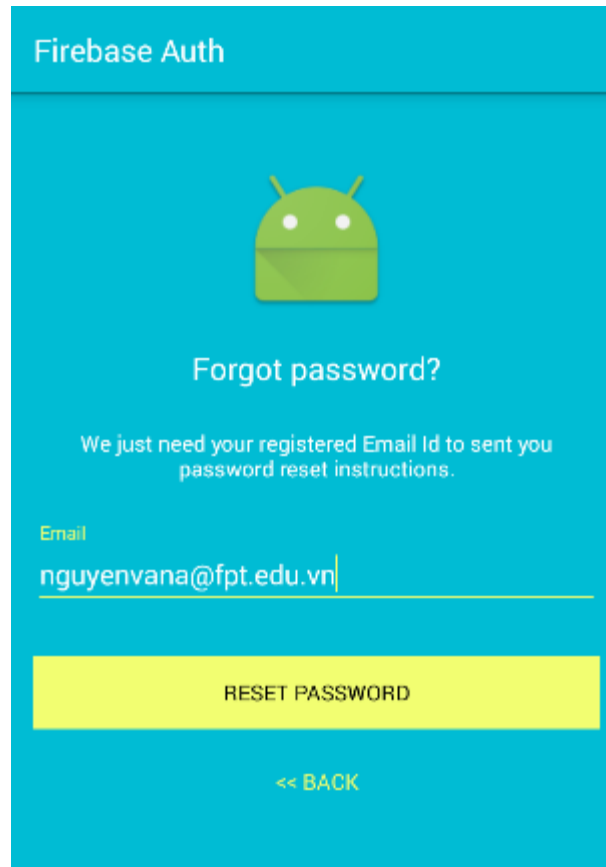 Firebase Auth
Forgot password?
We just need your registered Email Id to sent you
password reset instructions.
Email
nguyenvana@fpt.edu.vn
RESET PASSWORD
<< BACK